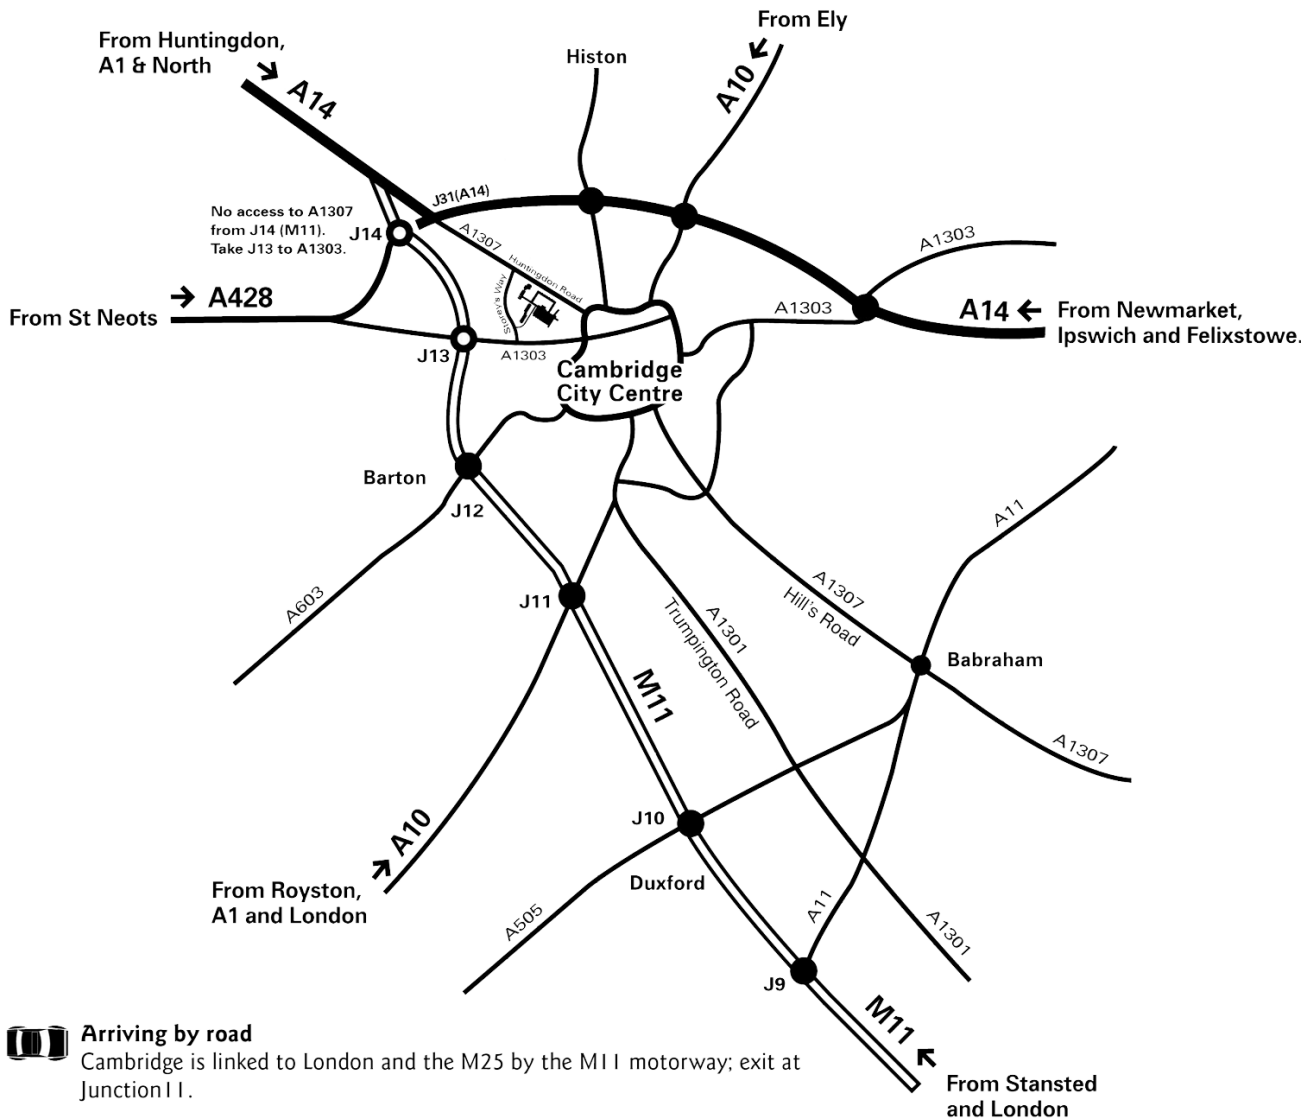 From Ely
From Huntingdon,
A1 & North
Histon
A14
A10
J31(A14)
No access to A1307
from J14 (M11).
Take J13 to A1303.
J14
A1307
Huntingdon Road
Storey's Way
A1303
A428
From St Neots
A1303
A14
From Newmarket,
Ipswich and Felixstowe.
J13
A1303
Cambridge
City Centre
Barton
J12
A11
A603
J11
A1307
Hill's Road
A1301
Trumpington Road
Babraham
M11
A1307
J10
A10
Duxford
From Royston,
A1 and London
A505
A11
A1301
J9
M11
Arriving by road
Cambridge is linked to London and the M25 by the M11 motorway; exit at
Junction11.
From Stansted
and London